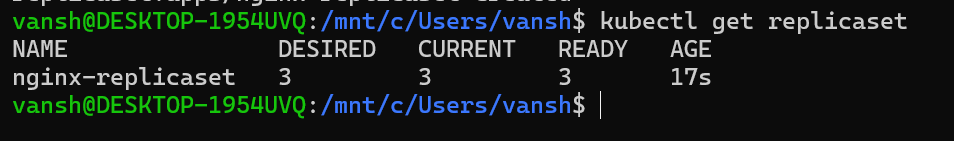 vansh@DESKTOP-1954UVQ:/mnt/c/Users/vansh$ kubectl get replicaset
NAME DESIRED CURRENT READY AGE
nginx-replicaset 3 3 3 17s
vansh@DESKTOP-1954UVQ:/mnt/c/Users/vansh$